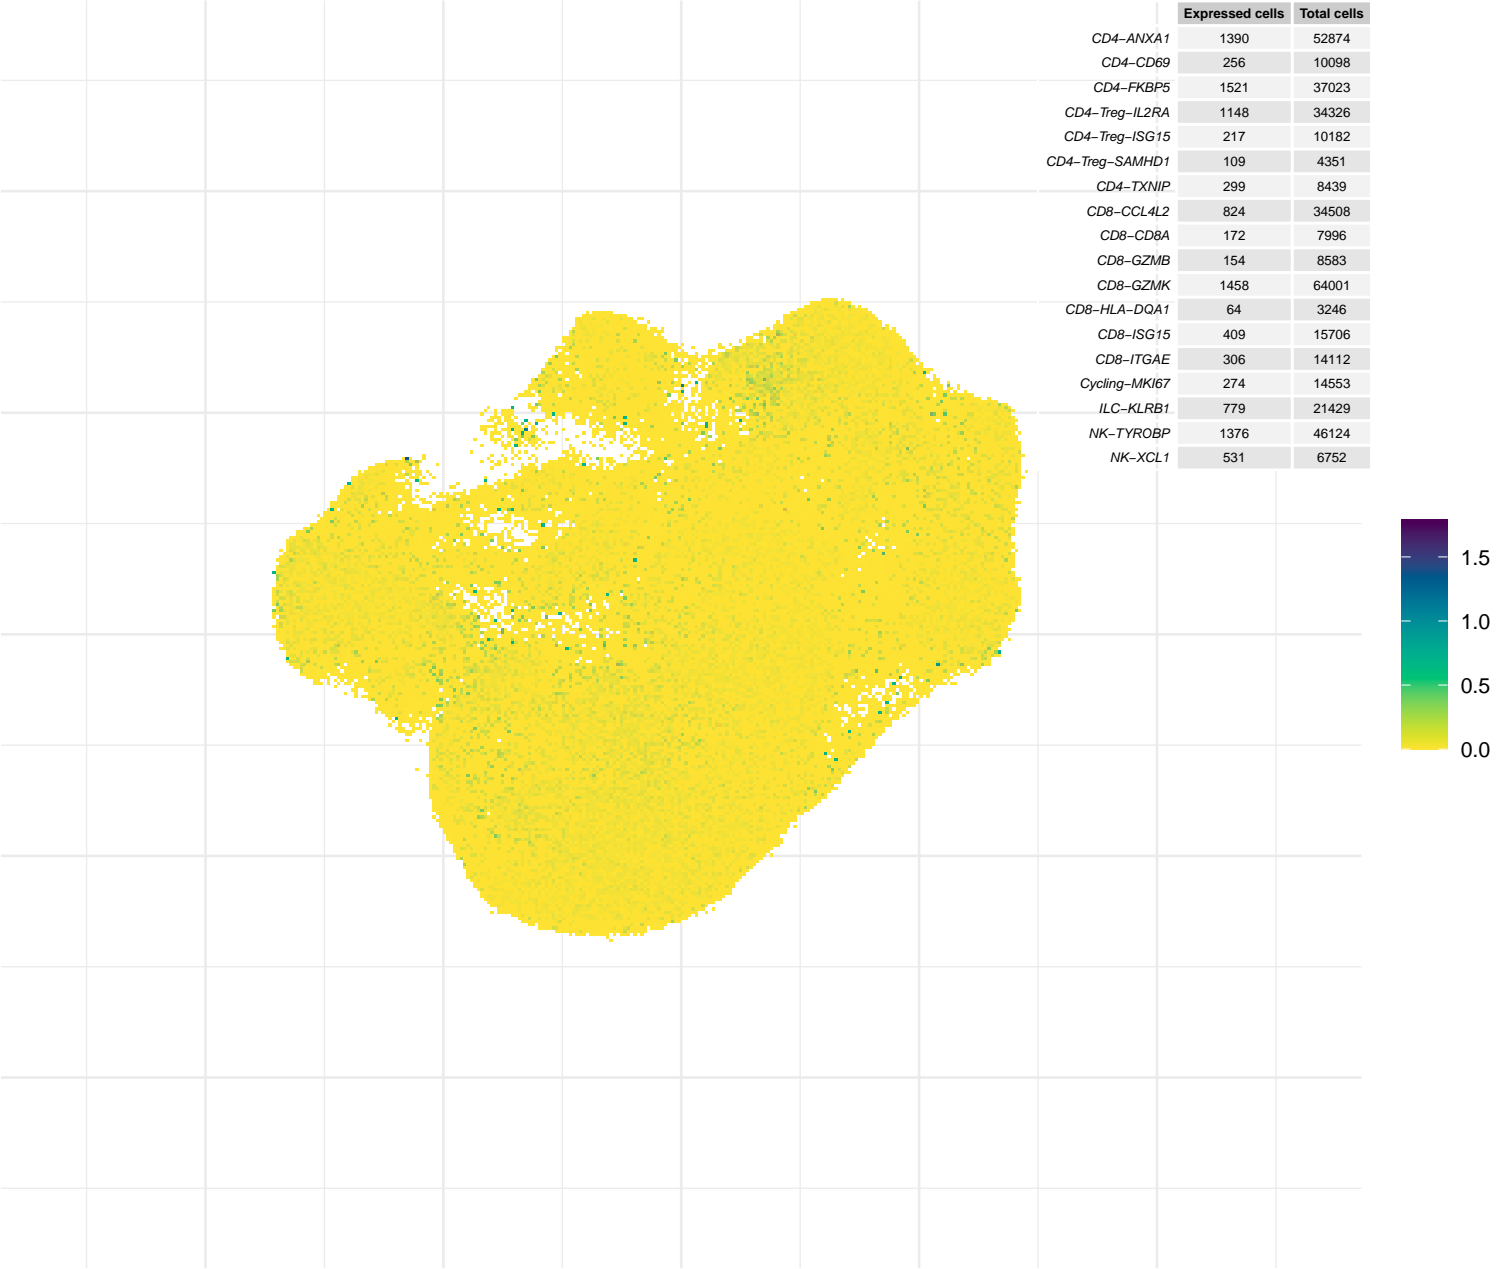 Expressed cells Total cells
CD4−ANXA1 1390 52874
CD4−CD69 256 10098
CD4−FKBP5 1521 37023
CD4−Treg−IL2RA 1148 34326
CD4−Treg−ISG15 217 10182
CD4−Treg−SAMHD1 109 4351
CD4−TXNIP 299 8439
CD8−CCL4L2 824 34508
CD8−CD8A 172 7996
CD8−GZMB 154 8583
CD8−GZMK 1458 64001
CD8−HLA−DQA1 64 3246
CD8−ISG15 409 15706
CD8−ITGAE 306 14112
Cycling−MKI67 274 14553
ILC−KLRB1 779 21429
NK−TYROBP 1376 46124
NK−XCL1 531 6752
1.5
1.0
0.5
0.0